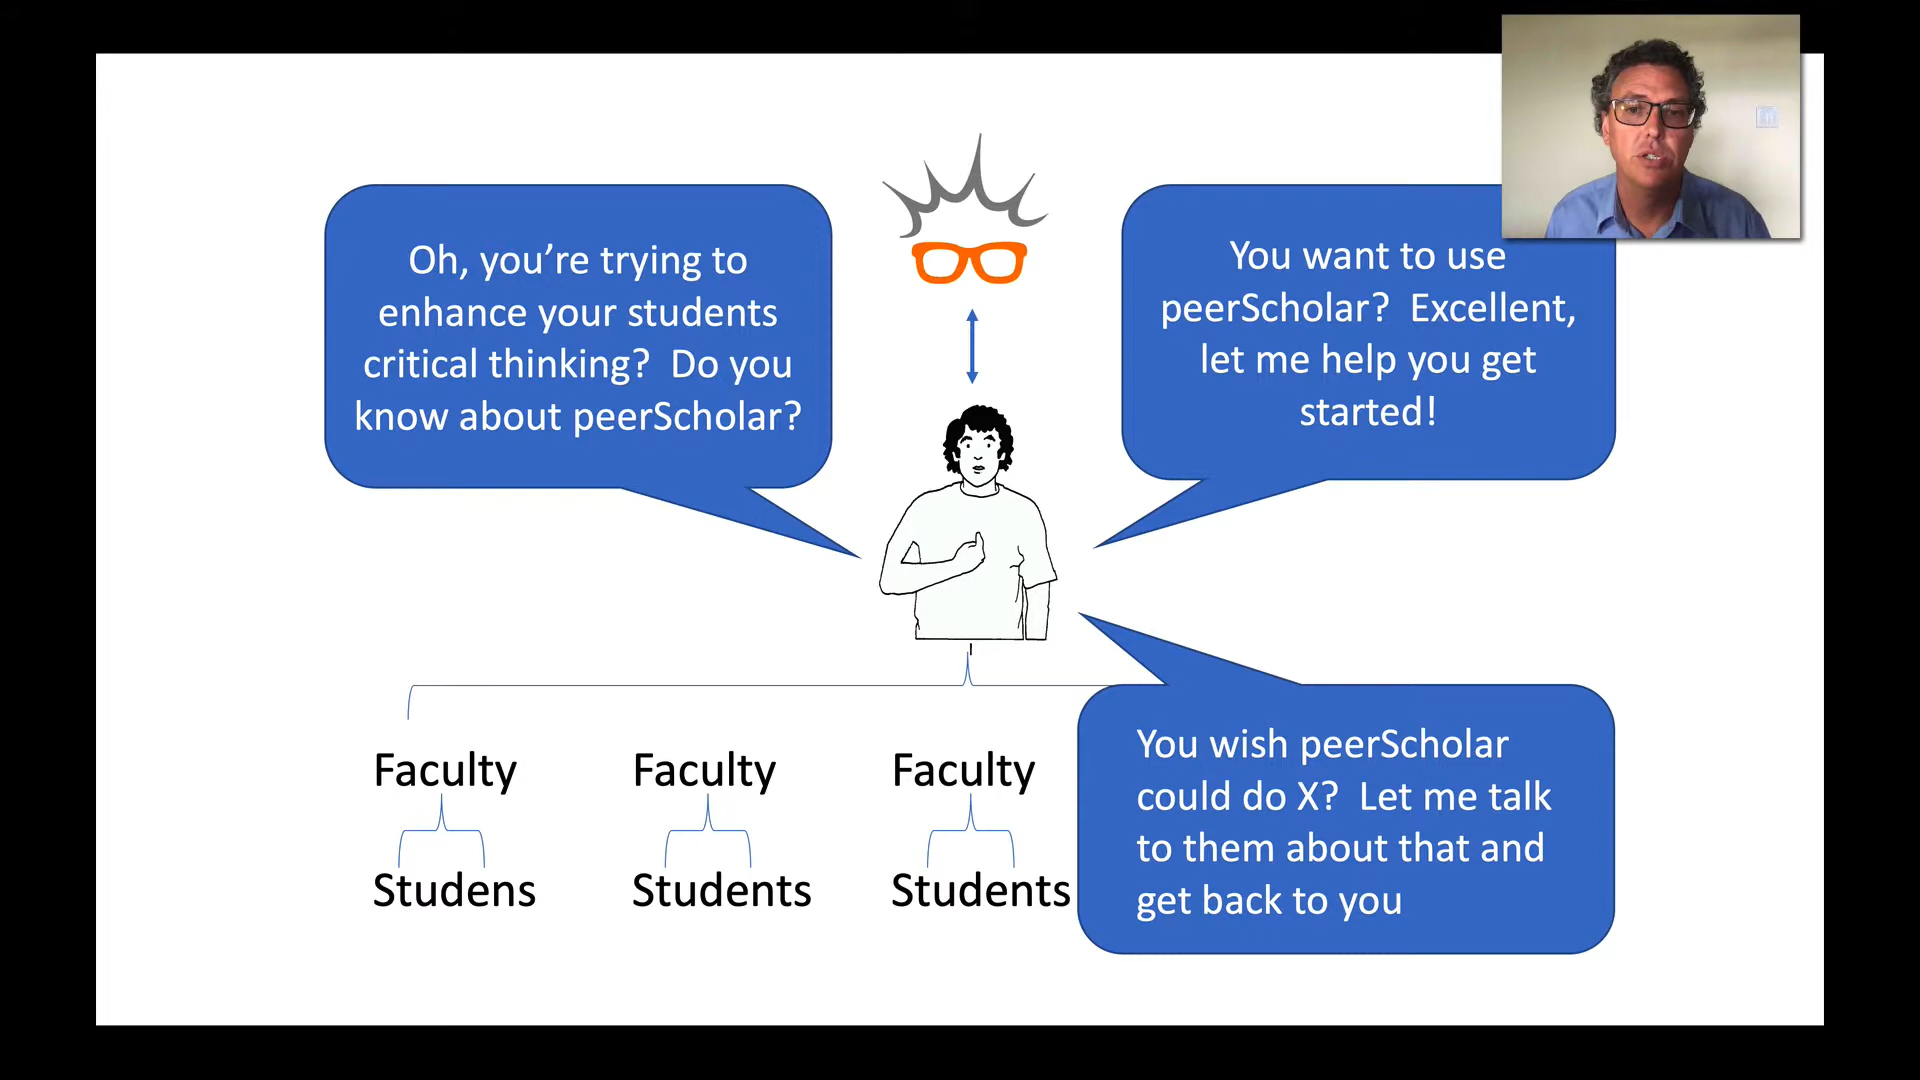 Oh, you’re trying to
enhance your students
critical thinking?  Do you
know about peerScholar?
You want to use
peerScholar?  Excellent,
let me help you get
started!
Faculty
Faculty
Faculty
Studens
Students
Students
You wish peerScholar
could do X?  Let me talk
to them about that and
get back to you